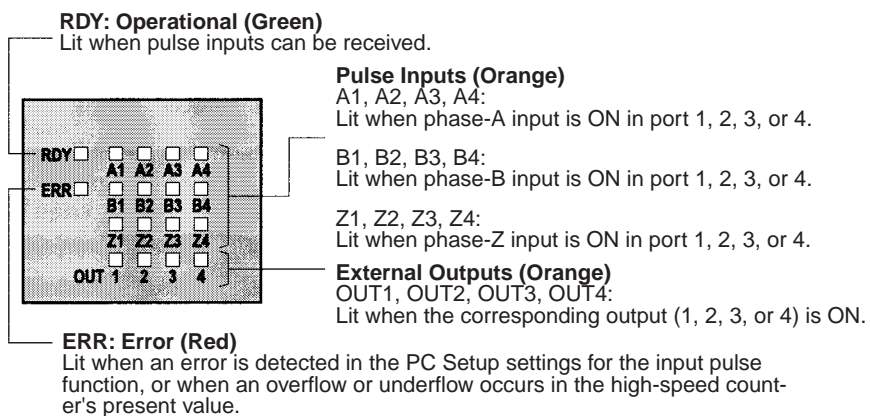 RDY: Operational (Green)
Lit when pulse inputs can be received.
Pulse Inputs (Orange)
A1, A2, A3, A4:
Lit when phase-A input is ON in port 1, 2, 3, or 4.
B1, B2, B3, B4:
Lit when phase-B input is ON in port 1, 2, 3, or 4.
Z1, Z2, Z3, Z4:
Lit when phase-Z input is ON in port 1, 2, 3, or 4.
External Outputs (Orange)
OUT1, OUT2, OUT3, OUT4:
Lit when the corresponding output (1, 2, 3, or 4) is ON.
RDY
A1 A2 A3 A4
ERR
B1 B2 B3 B4
Z1 Z2 Z3 Z4
OUT 1 2 3 4
ERR: Error (Red)
Lit when an error is detected in the PC Setup settings for the input pulse
function, or when an overflow or underflow occurs in the high-speed count-
er's present value.